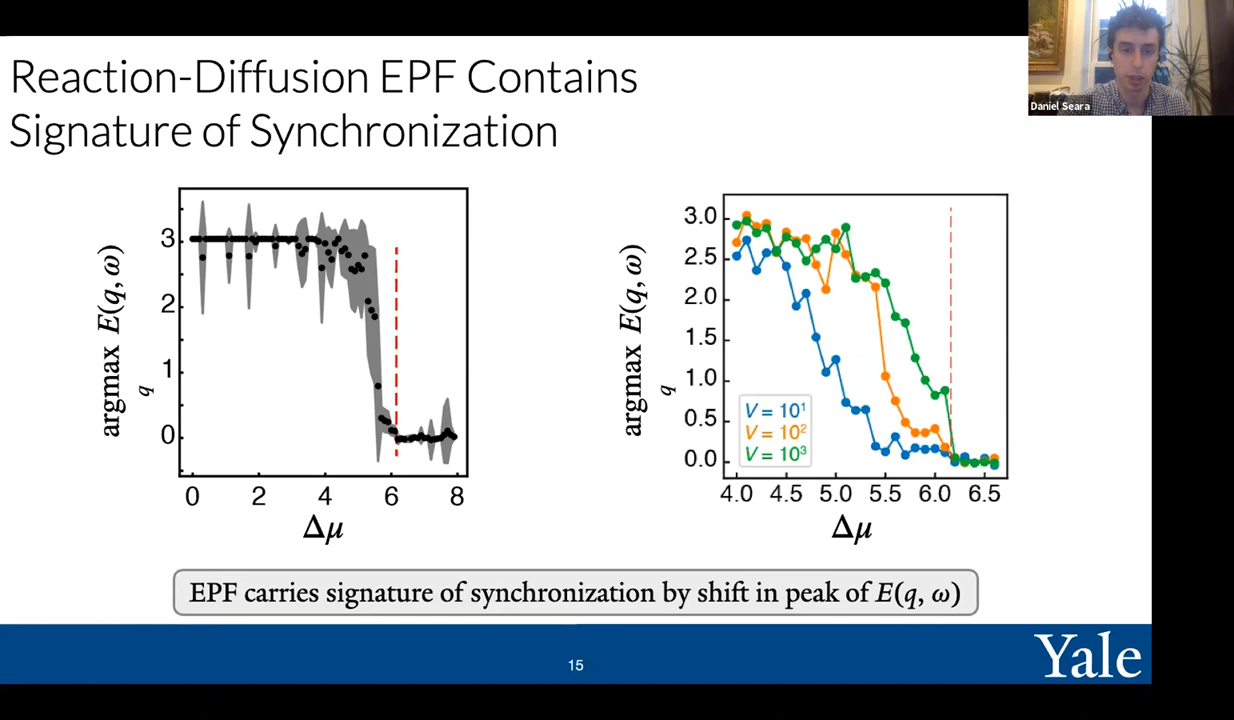 Reaction-Diffusion EPF Contains
Signature of Synchronization
Daniel Seara
argmax E(q, ω)
q
3
2
1
0
0 2 4 6 8
Δμ
argmax E(q, ω)
q
3.0
2.5
2.0
1.5
1.0
0.5
0.0
V = 10¹
V = 10²
V = 10³
4.0 4.5 5.0 5.5 6.0 6.5
Δμ
EPF carries signature of synchronization by shift in peak of E(q, ω)
15
Yale